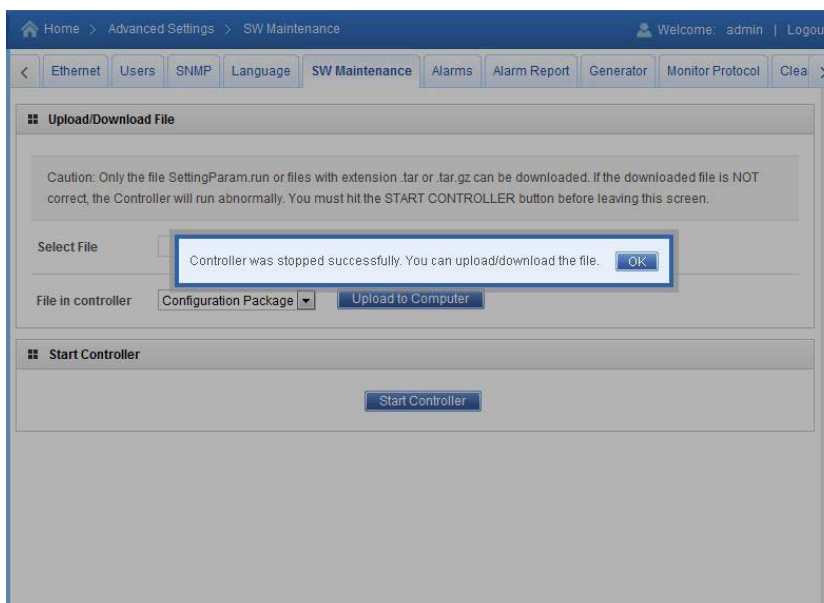 Home > Advanced Settings > SW Maintenance
Welcome: admin | Logou
< Ethernet Users SNMP Language SW Maintenance Alarms Alarm Report Generator Monitor Protocol Clea >
Upload/Download File
Caution: Only the file SettingParam.run or files with extension .tar or .tar.gz can be downloaded. If the downloaded file is NOT
correct, the Controller will run abnormally. You must hit the START CONTROLLER button before leaving this screen.
Select File
Controller was stopped successfully. You can upload/download the file. OK
File in controller Configuration Package Upload to Computer
Start Controller
Start Controller